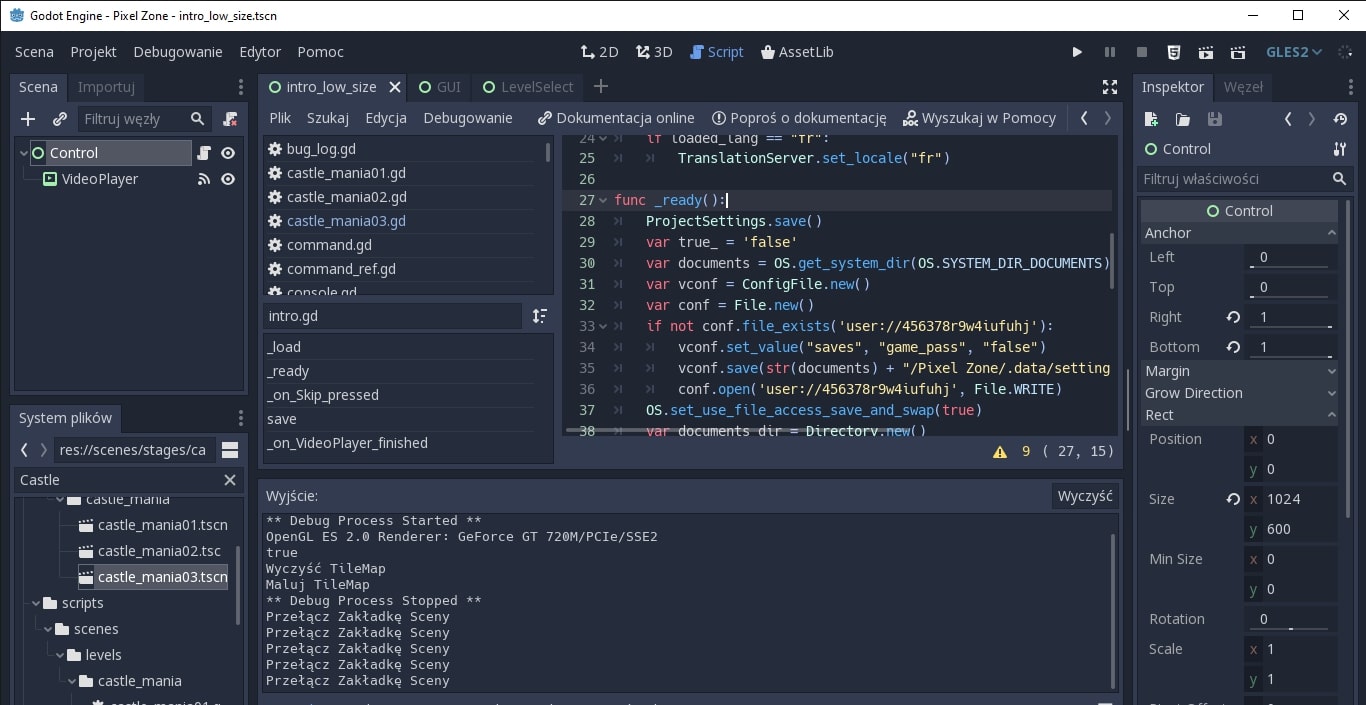 Godot Engine - Pixel Zone - intro_low_size.tscn
Scena Projekt Debugowanie Edytor Pomoc
2D 3D Script AssetLib
GLES2
Scena Importuj
Filtruj węzły
Control
VideoPlayer
System plików
res://scenes/stages/ca
Castle
castle_mania
castle_mania01.tscn
castle_mania02.tsc
castle_mania03.tscn
scripts
scenes
levels
castle_mania
intro_low_size GUI LevelSelect
Plik Szukaj Edycja Debugowanie Dokumentacja online Poproś o dokumentację Wyszukaj w Pomocy
bug_log.gd
castle_mania01.gd
castle_mania02.gd
castle_mania03.gd
command.gd
command_ref.gd
console.gd
intro.gd
_load
_ready
_on_Skip_pressed
save
_on_VideoPlayer_finished
24 if loaded_lang == "fr":
25 TranslationServer.set_locale("fr")
26
27 func _ready():
28 ProjectSettings.save()
29 var true_ = 'false'
30 var documents = OS.get_system_dir(OS.SYSTEM_DIR_DOCUMENTS)
31 var vconf = ConfigFile.new()
32 var conf = File.new()
33 if not conf.file_exists('user://456378r9w4iufuhj'):
34 vconf.set_value("saves", "game_pass", "false")
35 vconf.save(str(documents) + "/Pixel Zone/.data/setting
36 conf.open('user://456378r9w4iufuhj', File.WRITE)
37 OS.set_use_file_access_save_and_swap(true)
38 var documents_dir = Directory.new()
9 ( 27, 15)
Wyjście: Wyczyść
** Debug Process Started **
OpenGL ES 2.0 Renderer: GeForce GT 720M/PCIe/SSE2
true
Wyczyść TileMap
Maluj TileMap
** Debug Process Stopped **
Przełącz Zakładkę Sceny
Przełącz Zakładkę Sceny
Przełącz Zakładkę Sceny
Przełącz Zakładkę Sceny
Przełącz Zakładkę Sceny
Inspektor Węzeł
Control
Filtruj właściwości
Control
Anchor
Left 0
Top 0
Right 1
Bottom 1
Margin
Grow Direction
Rect
Position x 0
y 0
Size x 1024
y 600
Min Size x 0
y 0
Rotation 0
Scale x 1
y 1